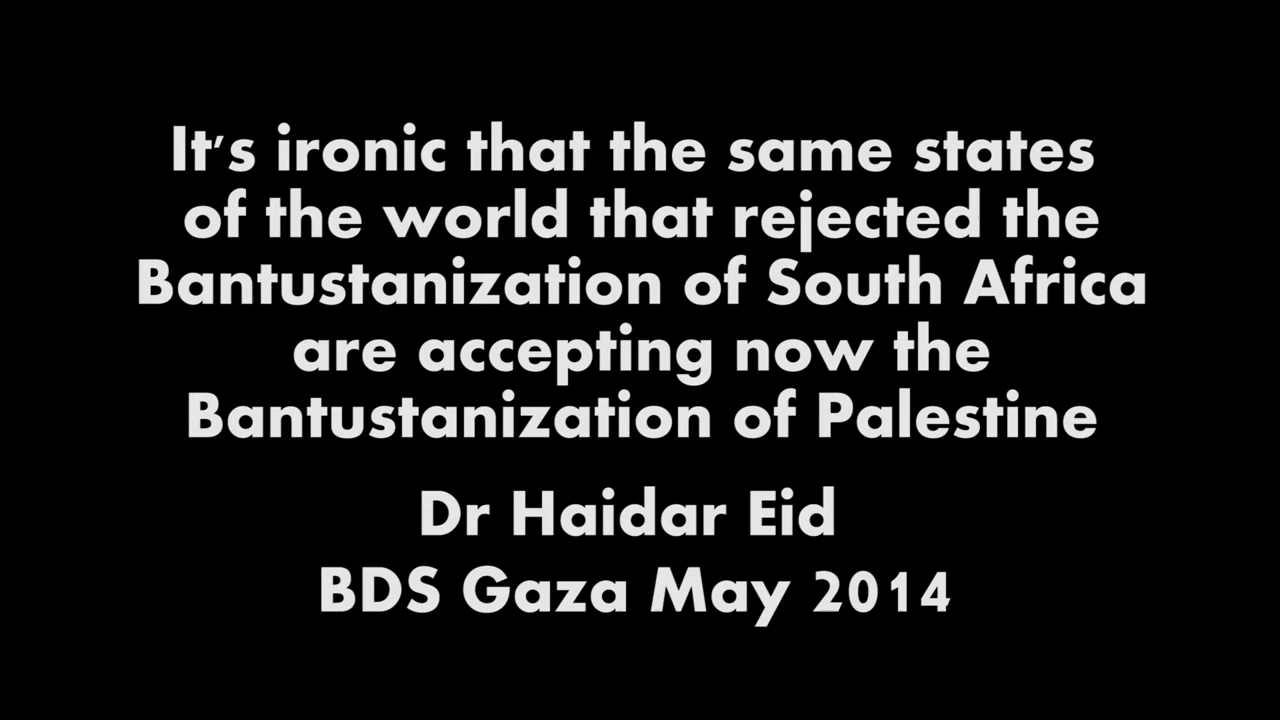 It's ironic that the same states
of the world that rejected the
Bantustanization of South Africa
are accepting now the
Bantustanization of Palestine
Dr Haidar Eid
BDS Gaza May 2014